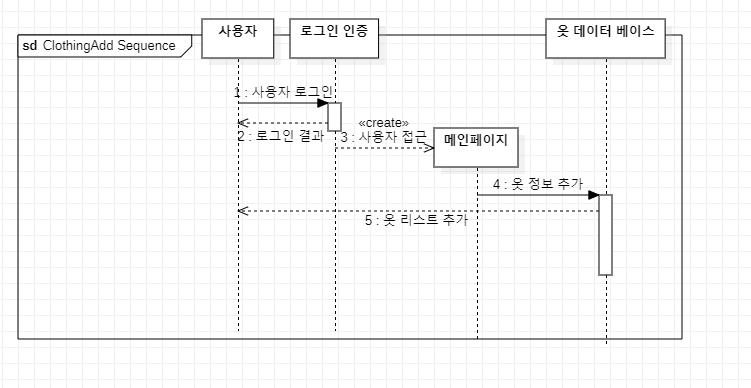 사용자
로그인 인증
옷 데이터 베이스
sd ClothingAdd Sequence
1 : 사용자 로그인
«create»
2 : 로그인 결과
3 : 사용자 접근
메인페이지
4 : 옷 정보 추가
5 : 옷 리스트 추가